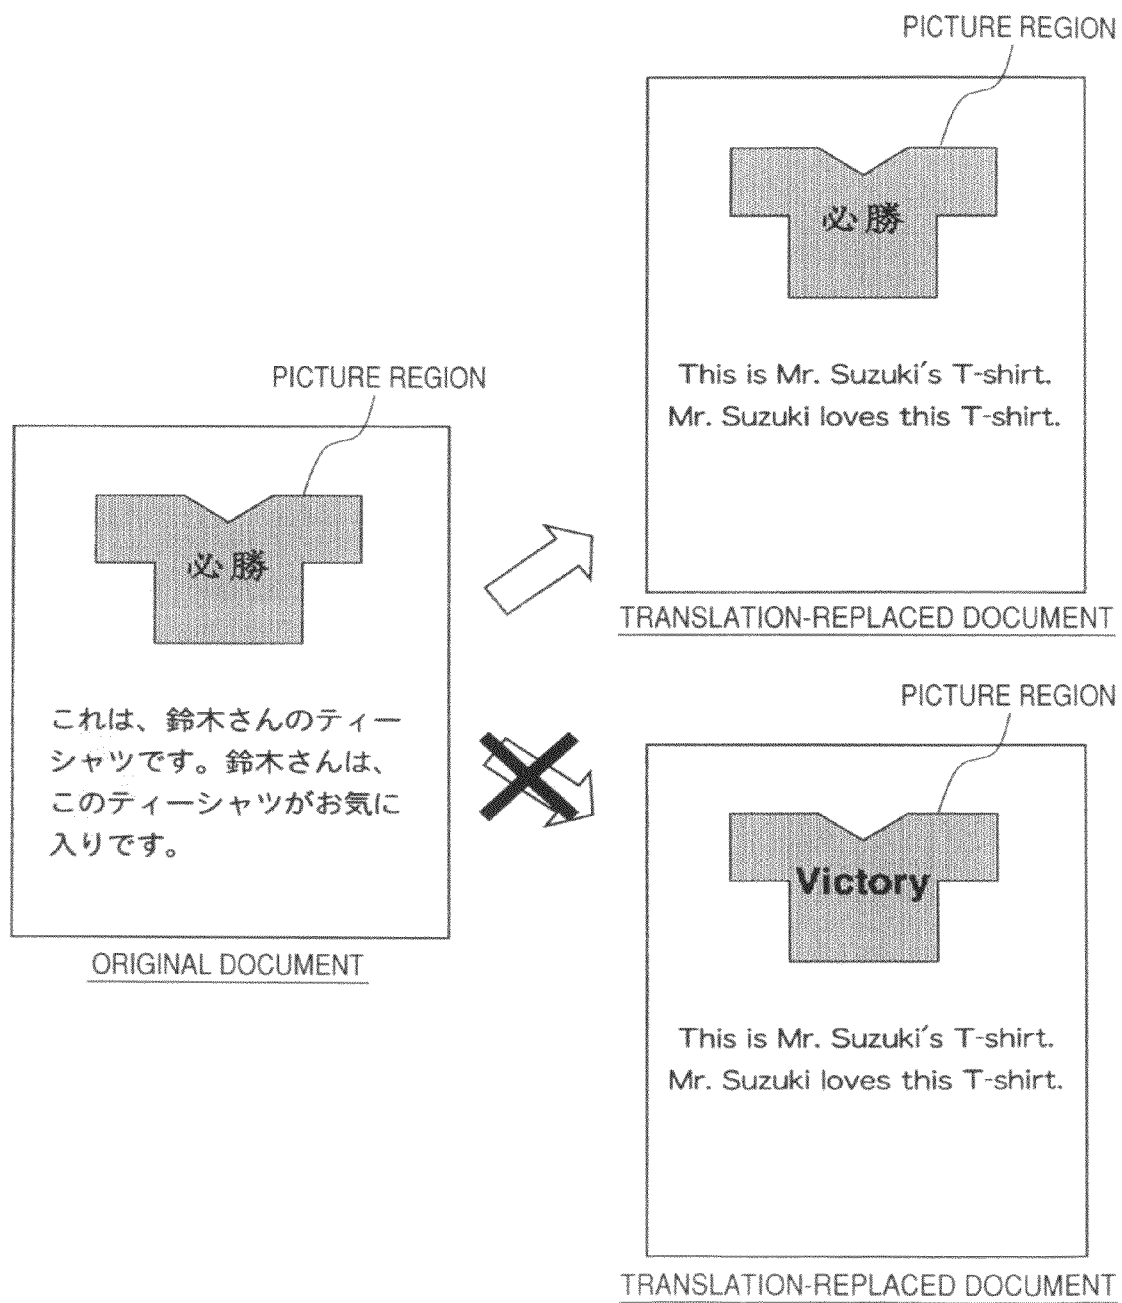 PICTURE REGION
必勝
This is Mr. Suzuki's T-shirt.
Mr. Suzuki loves this T-shirt.
TRANSLATION-REPLACED DOCUMENT
PICTURE REGION
必勝
これは、鈴木さんのティー
シャツです。鈴木さんは、
このティーシャツがお気に
入りです。
ORIGINAL DOCUMENT
PICTURE REGION
Victory
This is Mr. Suzuki's T-shirt.
Mr. Suzuki loves this T-shirt.
TRANSLATION-REPLACED DOCUMENT